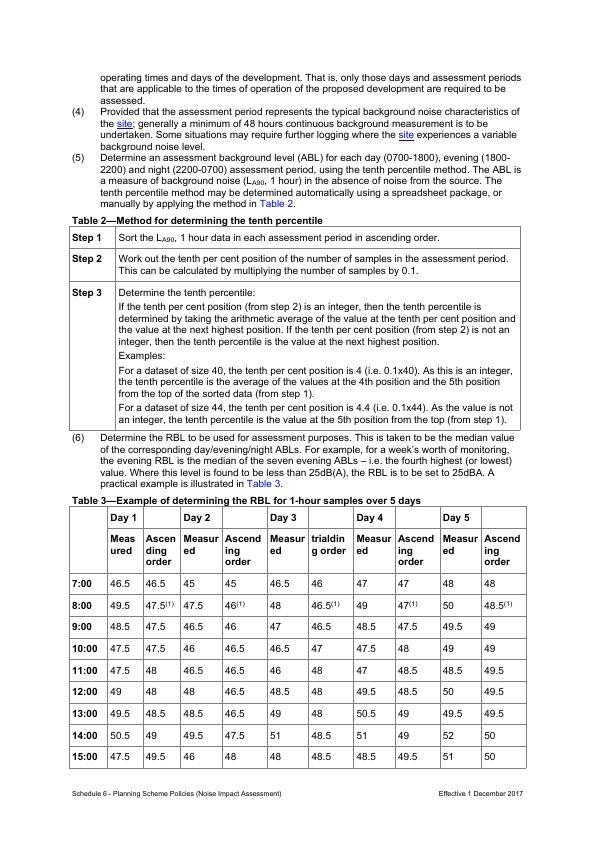 operating times and days of the development. That is, only those days and assessment periods
that are applicable to the times of operation of the proposed development are required to be
assessed.
(4) Provided that the assessment period represents the typical background noise characteristics of
the site; generally a minimum of 48 hours continuous background measurement is to be
undertaken. Some situations may require further logging where the site experiences a variable
background noise level.
(5) Determine an assessment background level (ABL) for each day (0700-1800), evening (1800-
2200) and night (2200-0700) assessment period, using the tenth percentile method. The ABL is
a measure of background noise (LA90, 1 hour) in the absence of noise from the source. The
tenth percentile method may be determined automatically using a spreadsheet package, or
manually by applying the method in Table 2.
Table 2—Method for determining the tenth percentile
Step 1 Sort the LA90, 1 hour data in each assessment period in ascending order.
Step 2 Work out the tenth per cent position of the number of samples in the assessment period.
This can be calculated by multiplying the number of samples by 0.1.
Step 3 Determine the tenth percentile:
If the tenth per cent position (from step 2) is an integer, then the tenth percentile is
determined by taking the arithmetic average of the value at the tenth per cent position and
the value at the next highest position. If the tenth per cent position (from step 2) is not an
integer, then the tenth percentile is the value at the next highest position.
Examples:
For a dataset of size 40, the tenth per cent position is 4 (i.e. 0.1x40). As this is an integer,
the tenth percentile is the average of the values at the 4th position and the 5th position
from the top of the sorted data (from step 1).
For a dataset of size 44, the tenth per cent position is 4.4 (i.e. 0.1x44). As the value is not
an integer, the tenth percentile is the value at the 5th position from the top (from step 1).
(6) Determine the RBL to be used for assessment purposes. This is taken to be the median value
of the corresponding day/evening/night ABLs. For example, for a week's worth of monitoring,
the evening RBL is the median of the seven evening ABLs – i.e. the fourth highest (or lowest)
value. Where this level is found to be less than 25dB(A), the RBL is to be set to 25dBA. A
practical example is illustrated in Table 3.
Table 3—Example of determining the RBL for 1-hour samples over 5 days
Day 1 Day 2 Day 3 Day 4 Day 5
Meas Ascen Measur Ascend Measur trialdin Measur Ascend Measur Ascend
ured ding ed ing ed g order ed ing ed ing
order order order order
7:00 46.5 46.5 45 45 46.5 46 47 47 48 48
8:00 49.5 47.5(1) 47.5 46(1) 48 46.5(1) 49 47(1) 50 48.5(1)
9:00 48.5 47.5 46 46 47 46.5 48.5 47.5 49.5 49
10:00 47.5 47.5 46 46.5 46.5 47 47.5 48 49 49
11:00 47.5 48 46.5 46.5 46 48 47 48.5 48.5 49.5
12:00 49 48 48 46.5 48.5 48 49.5 48.5 50 49.5
13:00 49.5 48.5 48.5 46.5 49 48 50.5 49 49.5 49.5
14:00 50.5 49 49.5 47.5 51 48.5 51 49 52 50
15:00 47.5 49.5 46 48 48 48.5 48.5 49.5 51 50
Schedule 6 - Planning Scheme Policies (Noise Impact Assessment) Effective 1 December 2017